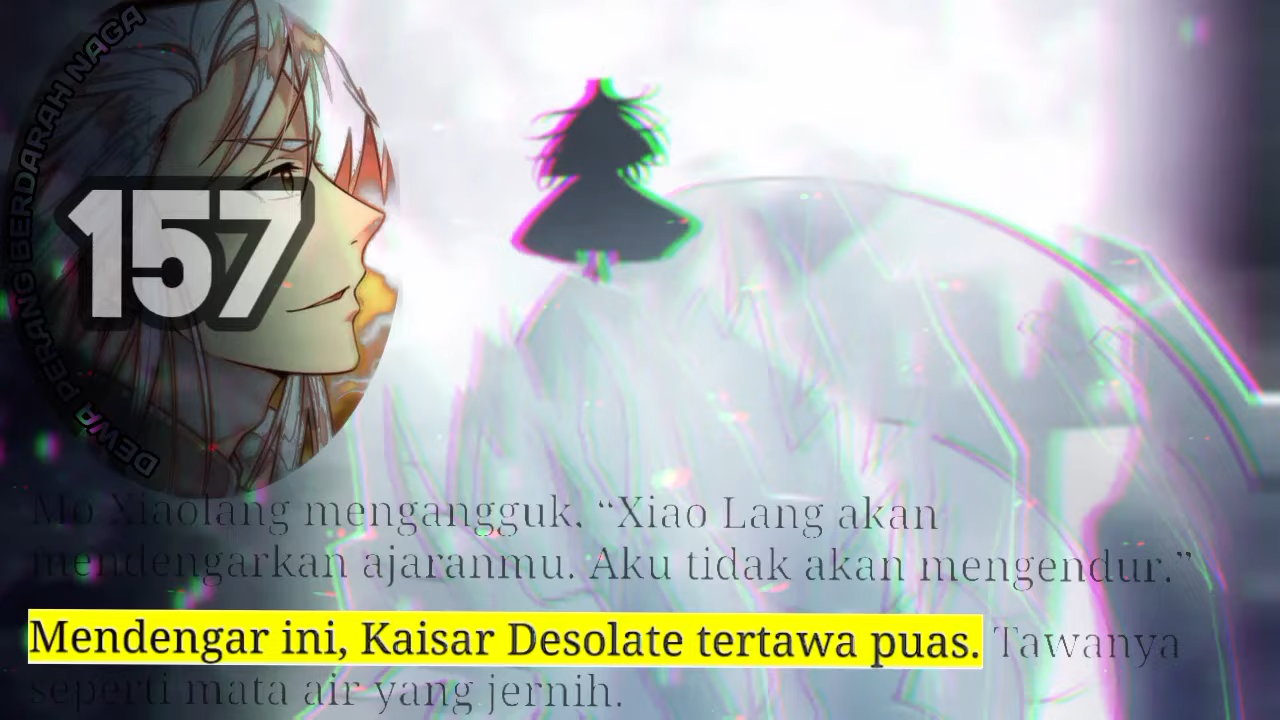 DEWA PERANG BERDARAH NAGA
157
Mo Xiaolang mengangguk. “Xiao Lang akan
mendengarkan ajaranmu. Aku tidak akan mengendur.”
Mendengar ini, Kaisar Desolate tertawa puas. Tawanya
seperti mata air yang jernih.